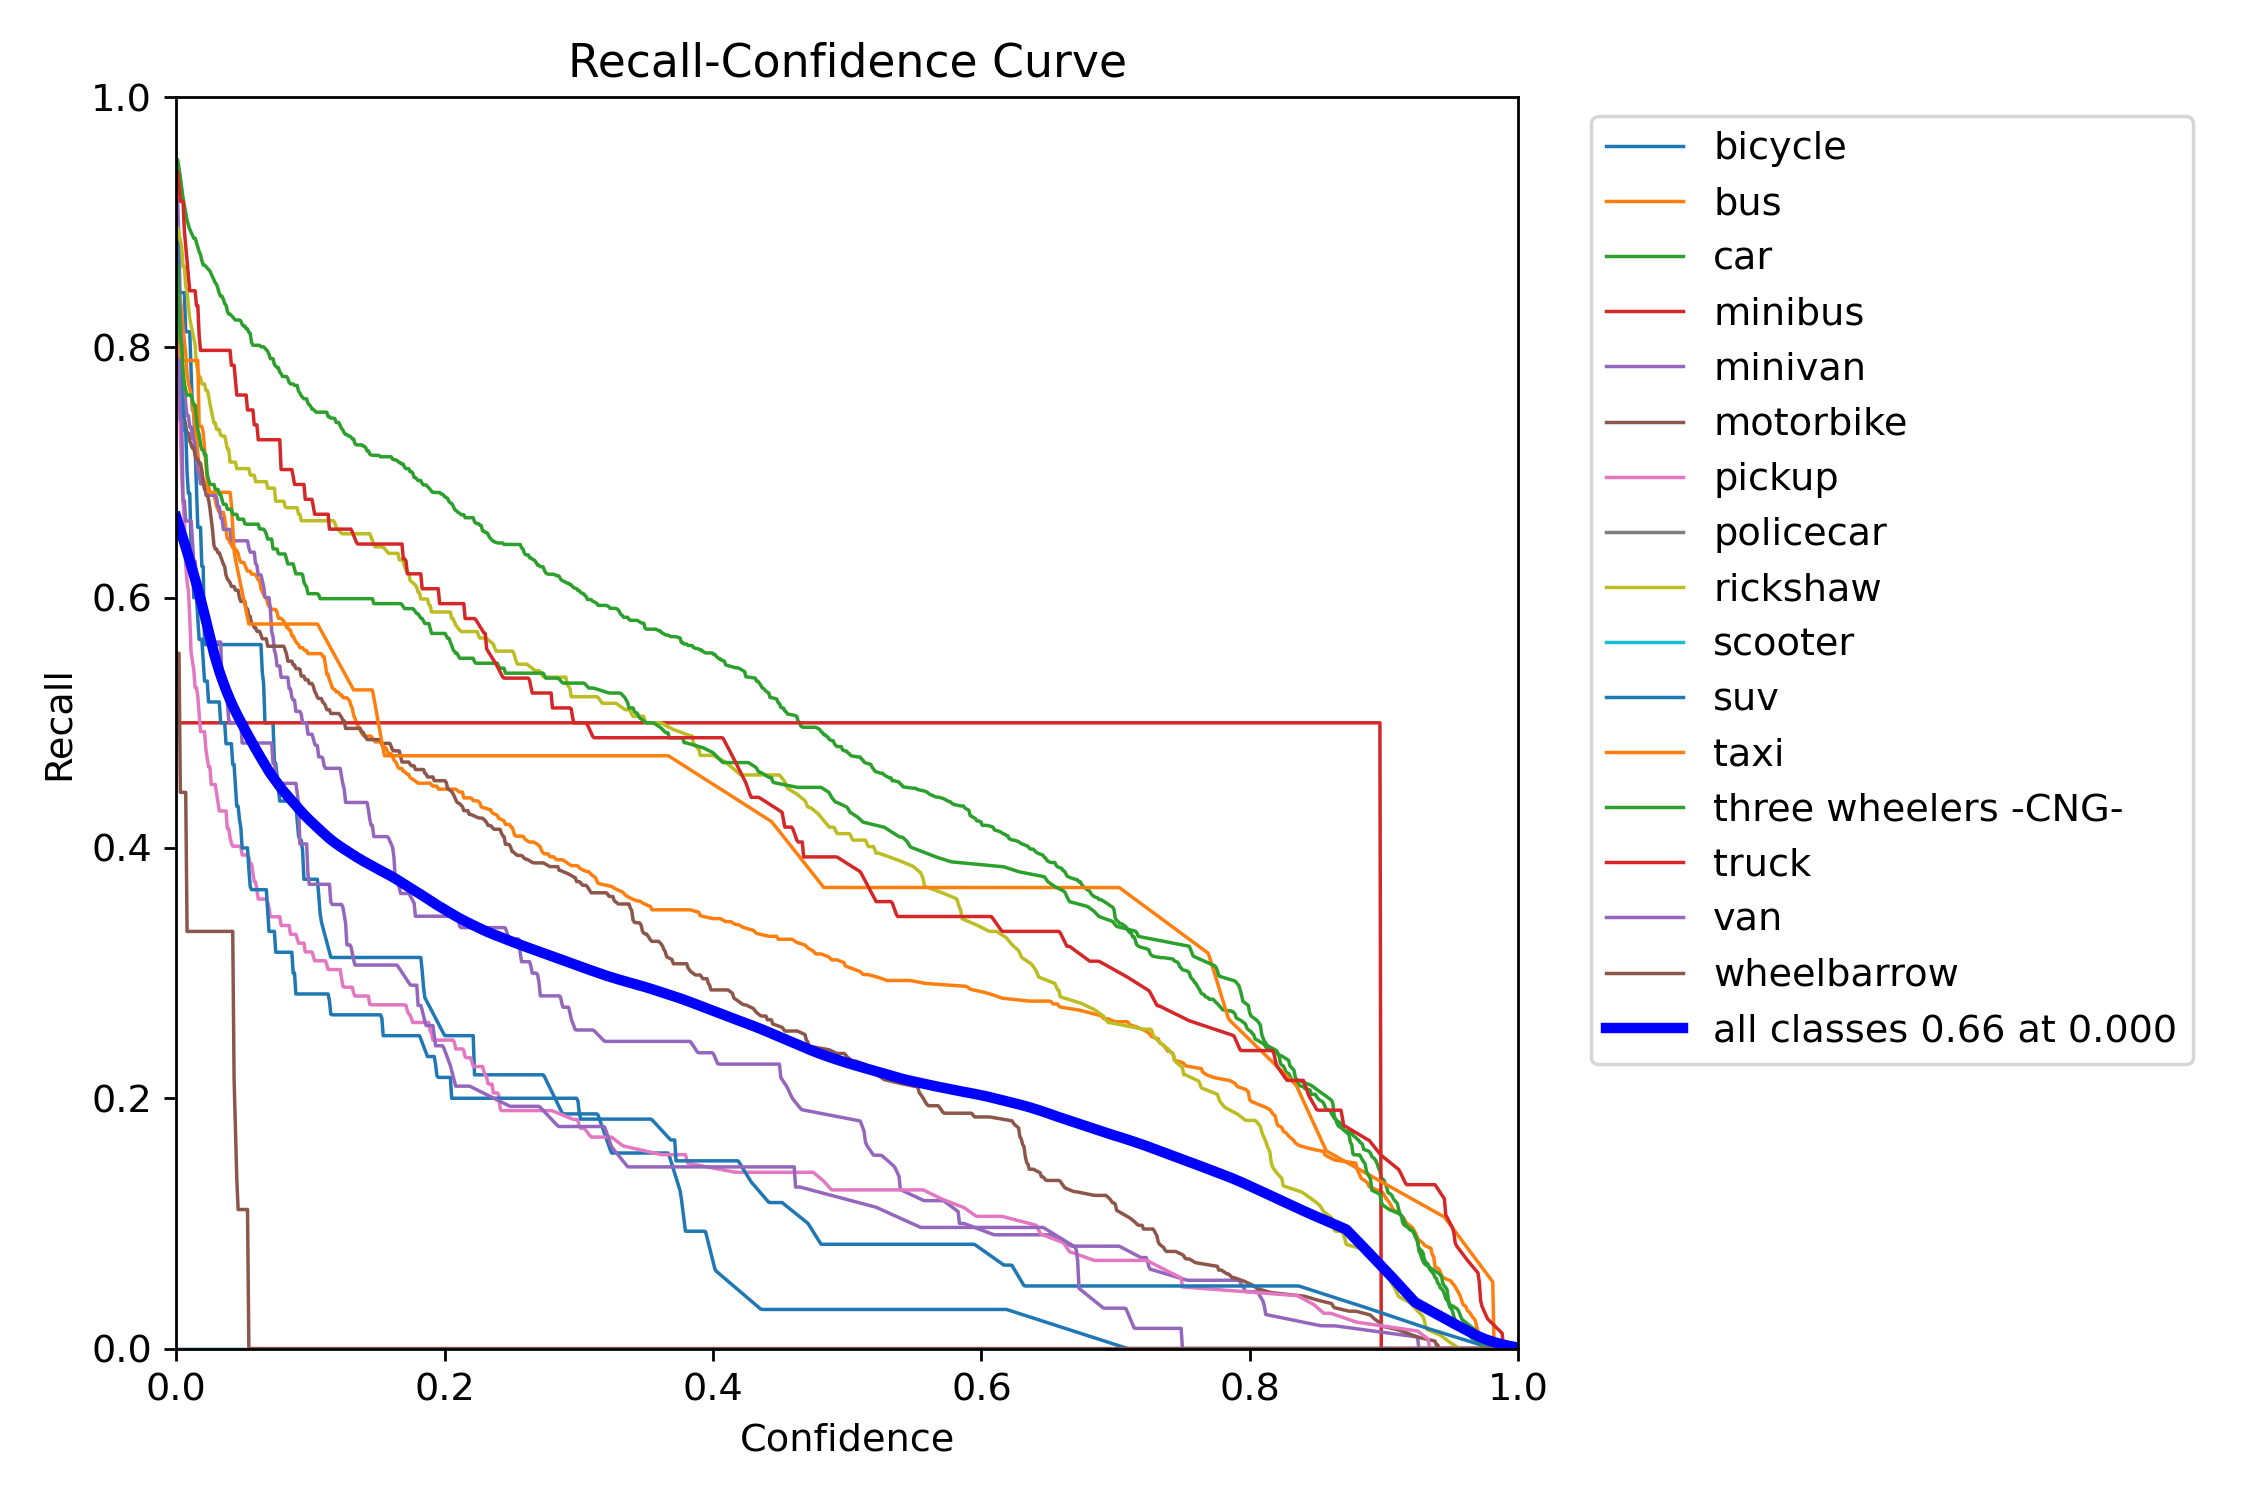 Recall-Confidence Curve
1.0
0.8
0.6
0.4
0.2
0.0
Recall
0.0 0.2 0.4 0.6 0.8 1.0
Confidence
bicycle
bus
car
minibus
minivan
motorbike
pickup
policecar
rickshaw
scooter
suv
taxi
three wheelers -CNG-
truck
van
wheelbarrow
all classes 0.66 at 0.000